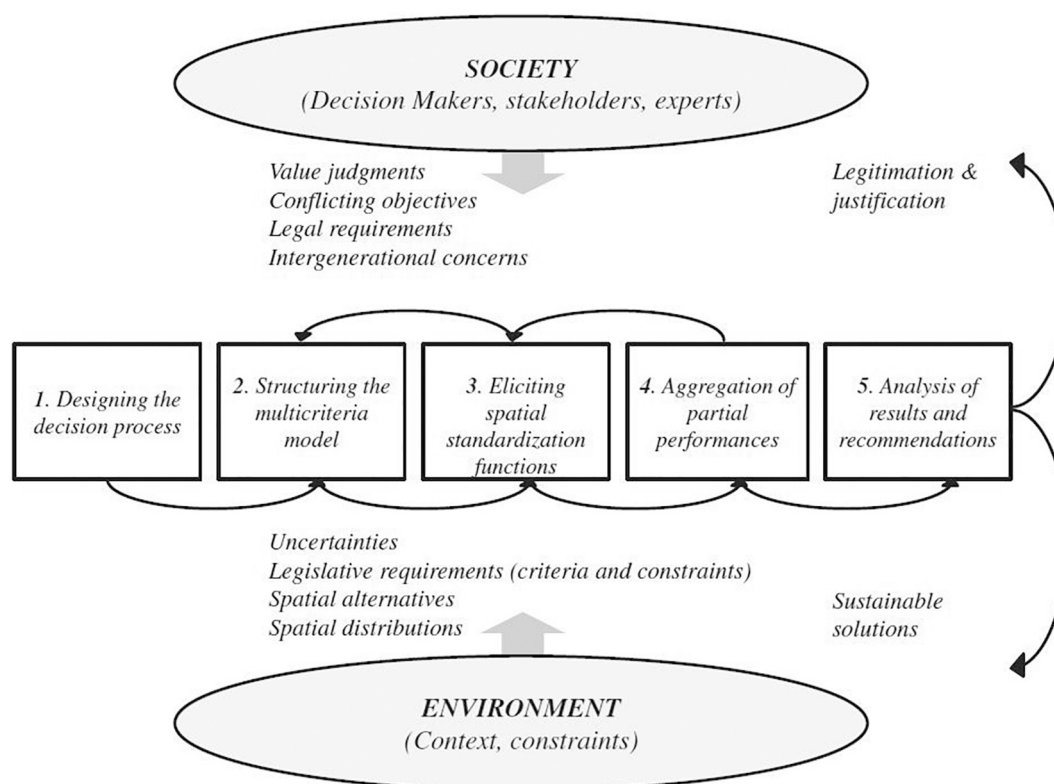 SOCIETY
(Decision Makers, stakeholders, experts)
Value judgments
Conflicting objectives
Legal requirements
Intergenerational concerns
Legitimation &
justification
1. Designing the
decision process
2. Structuring the
multicriteria
model
3. Eliciting
spatial
standardization
functions
4. Aggregation of
partial
performances
5. Analysis of
results and
recommendations
Uncertainties
Legislative requirements (criteria and constraints)
Spatial alternatives
Spatial distributions
Sustainable
solutions
ENVIRONMENT
(Context, constraints)